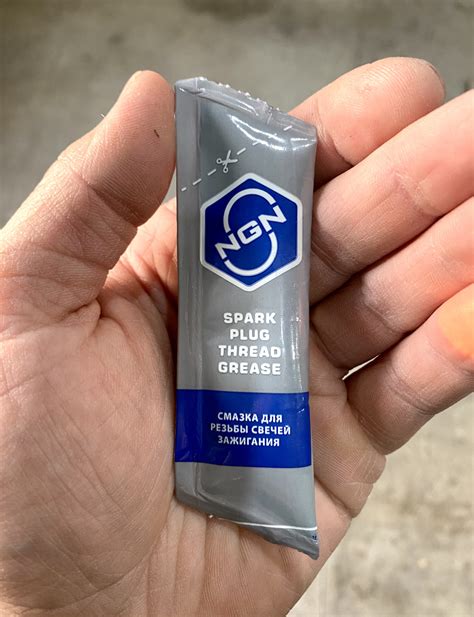 NGN
SPARK
PLUG
THREAD
GREASE
СМАЗКА ДЛЯ
РЕЗЬБЫ СВЕЧЕЙ
ЗАЖИГАНИЯ